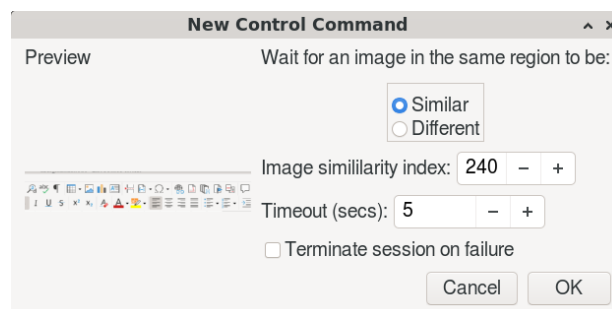 New Control Command
Preview
Wait for an image in the same region to be:
Similar
Different
Image simililarity index: 240 − +
Timeout (secs): 5 − +
Terminate session on failure
Cancel OK